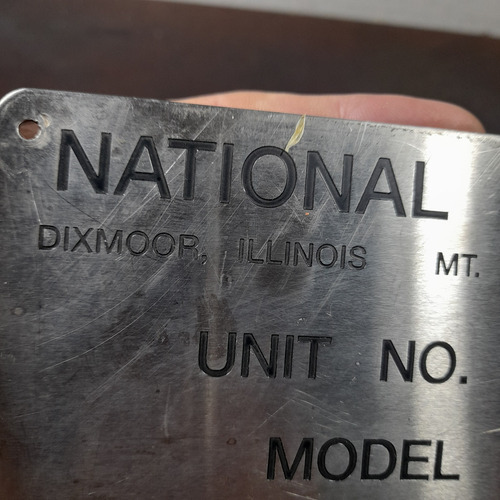 NATIONAL
DIXMOOR, ILLINOIS MT.
UNIT NO.
MODEL